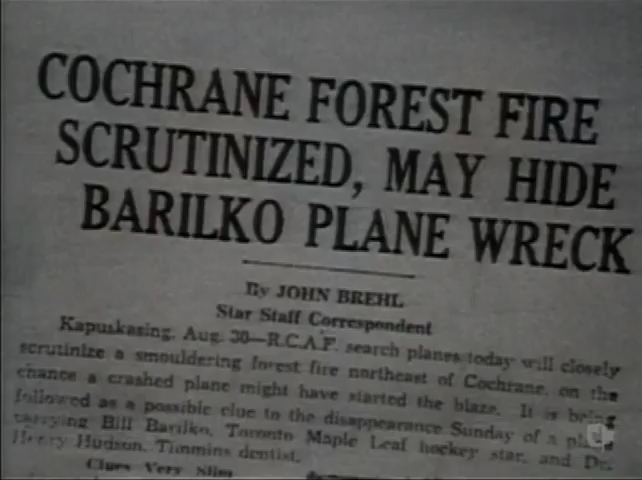 COCHRANE FOREST FIRE
SCRUTINIZED, MAY HIDE
BARILKO PLANE WRECK
By JOHN BREHL
Star Staff Correspondent
Kapuskasing, Aug. 30—R.C.A.F. search planes today will closely
scrutinize a smouldering forest fire northeast of Cochrane, on the
chance a crashed plane might have started the blaze. It is being
followed as a possible clue to the disappearance Sunday of a plane
carrying Bill Barilko, Toronto Maple Leaf hockey star, and Dr.
Henry Hudson, Timmins dentist.
Clues Very Slim